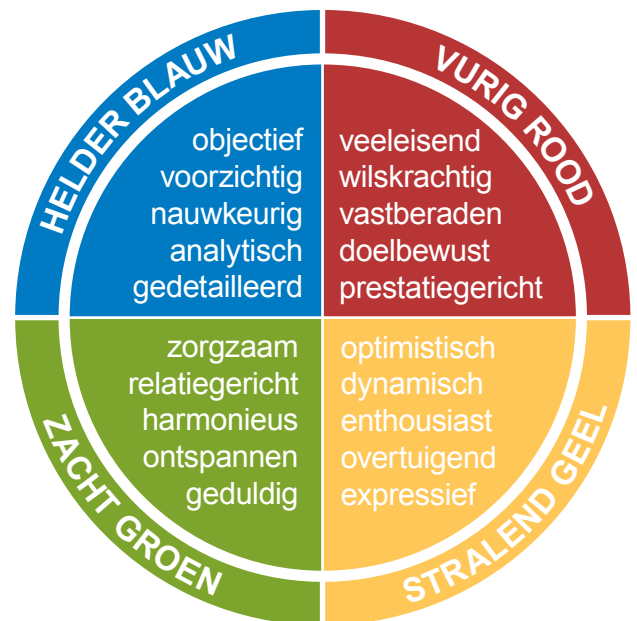 HELDER BLAUW
objectief
voorzichtig
nauwkeurig
analytisch
gedetailleerd
VURIG ROOD
veeleisend
wilskrachtig
vastberaden
doelbewust
prestatiegericht
ZACHT GROEN
zorgzaam
relatiegericht
harmonieus
ontspannen
geduldig
STRALEND GEEL
optimistisch
dynamisch
enthousiast
overtuigend
expressief